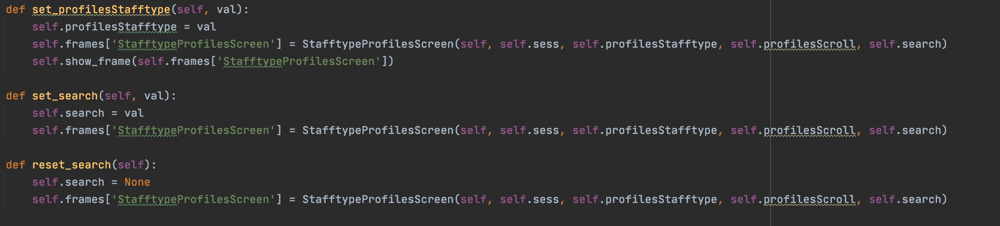 def set_profilesStafftype(self, val):
    self.profilesStafftype = val
    self.frames['StafftypeProfilesScreen'] = StafftypeProfilesScreen(self, self.sess, self.profilesStafftype, self.profilesScroll, self.search)
    self.show_frame(self.frames['StafftypeProfilesScreen'])
def set_search(self, val):
    self.search = val
    self.frames['StafftypeProfilesScreen'] = StafftypeProfilesScreen(self, self.sess, self.profilesStafftype, self.profilesScroll, self.search)
def reset_search(self):
    self.search = None
    self.frames['StafftypeProfilesScreen'] = StafftypeProfilesScreen(self, self.sess, self.profilesStafftype, self.profilesScroll, self.search)